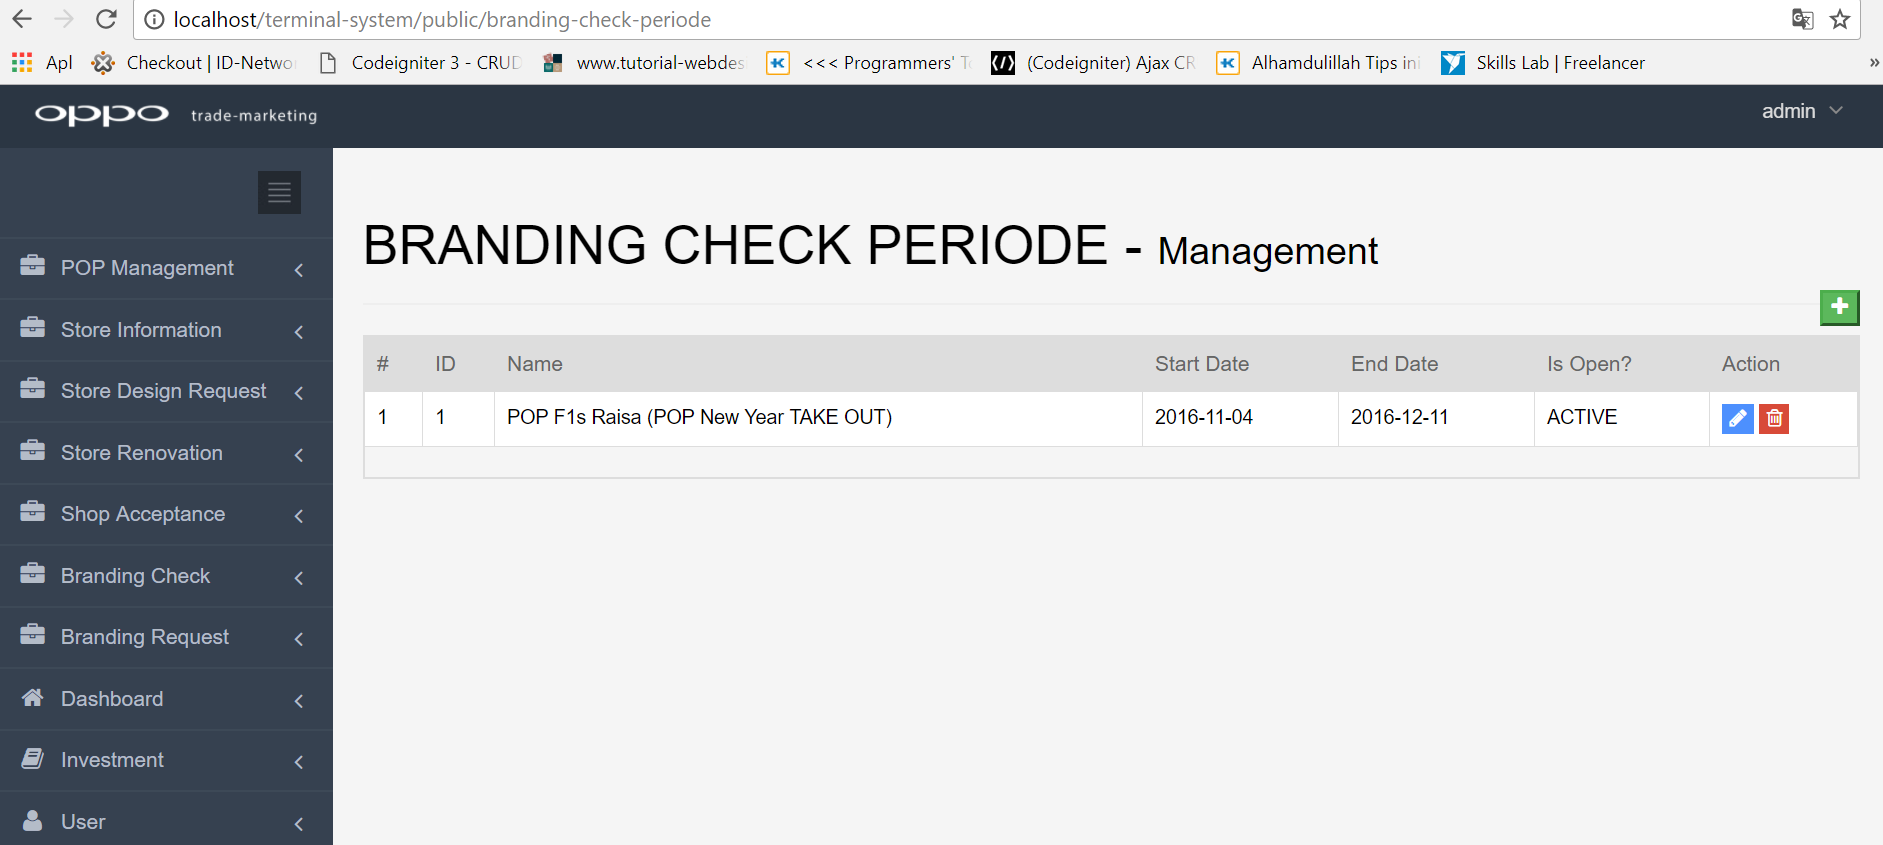 localhost/terminal-system/public/branding-check-periode
Apl Checkout | ID-Netwo Codeigniter 3 - CRUD www.tutorial-webdes <<< Programmers' T (Codeigniter) Ajax CR Alhamdulillah Tips ini Skills Lab | Freelancer »
oppo trade-marketing admin
POP Management
Store Information
Store Design Request
Store Renovation
Shop Acceptance
Branding Check
Branding Request
Dashboard
Investment
User
BRANDING CHECK PERIODE - Management
# ID Name Start Date End Date Is Open? Action
1 1 POP F1s Raisa (POP New Year TAKE OUT) 2016-11-04 2016-12-11 ACTIVE